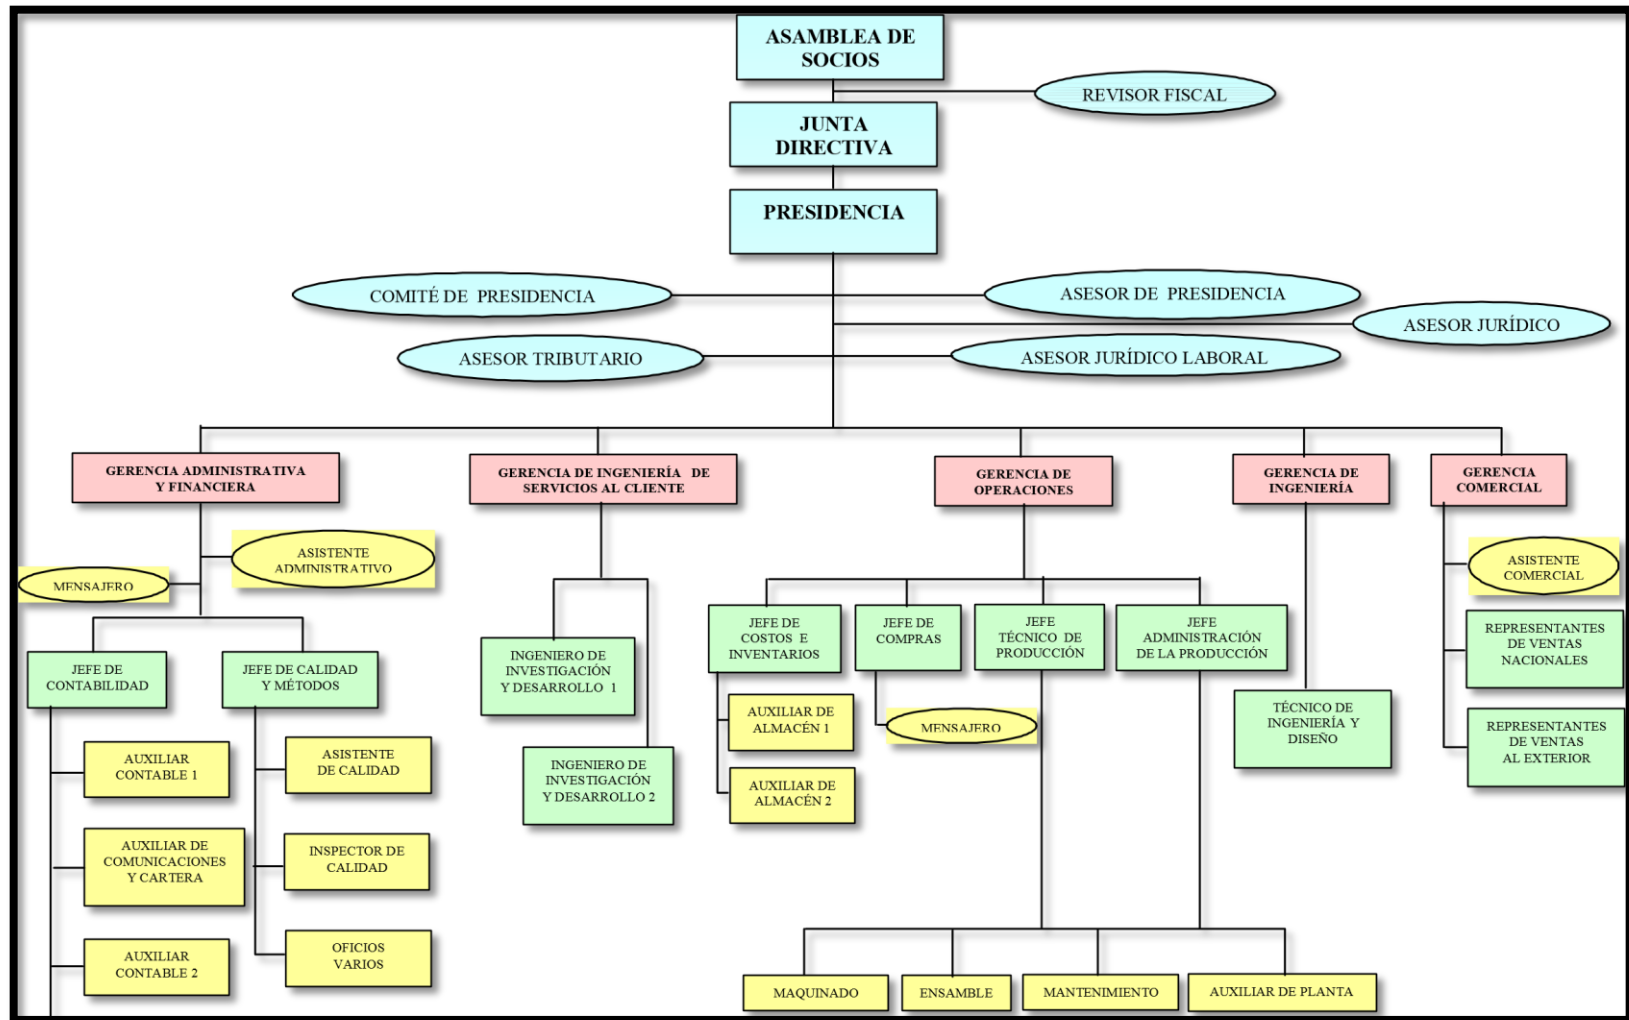 ASAMBLEA DE
SOCIOS
REVISOR FISCAL
JUNTA
DIRECTIVA
PRESIDENCIA
COMITÉ DE PRESIDENCIA
ASESOR DE PRESIDENCIA
ASESOR JURÍDICO
ASESOR TRIBUTARIO
ASESOR JURÍDICO LABORAL
GERENCIA ADMINISTRATIVA
Y FINANCIERA
GERENCIA DE INGENIERÍA DE
SERVICIOS AL CLIENTE
GERENCIA DE
OPERACIONES
GERENCIA DE
INGENIERÍA
GERENCIA
COMERCIAL
ASISTENTE
ADMINISTRATIVO
MENSAJERO
ASISTENTE
COMERCIAL
JEFE DE
CONTABILIDAD
JEFE DE CALIDAD
Y MÉTODOS
INGENIERO DE
INVESTIGACIÓN
Y DESARROLLO 1
INGENIERO DE
INVESTIGACIÓN
Y DESARROLLO 2
JEFE DE
COSTOS E
INVENTARIOS
JEFE DE
COMPRAS
JEFE
TÉCNICO DE
PRODUCCIÓN
JEFE
ADMINISTRACIÓN
DE LA PRODUCCIÓN
TÉCNICO DE
INGENIERÍA Y
DISEÑO
REPRESENTANTES
DE VENTAS
NACIONALES
REPRESENTANTES
DE VENTAS
AL EXTERIOR
AUXILIAR
CONTABLE 1
AUXILIAR DE
COMUNICACIONES
Y CARTERA
AUXILIAR
CONTABLE 2
ASISTENTE
DE CALIDAD
INSPECTOR DE
CALIDAD
OFICIOS
VARIOS
AUXILIAR DE
ALMACÉN 1
AUXILIAR DE
ALMACÉN 2
MENSAJERO
MAQUINADO
ENSAMBLE
MANTENIMIENTO
AUXILIAR DE PLANTA